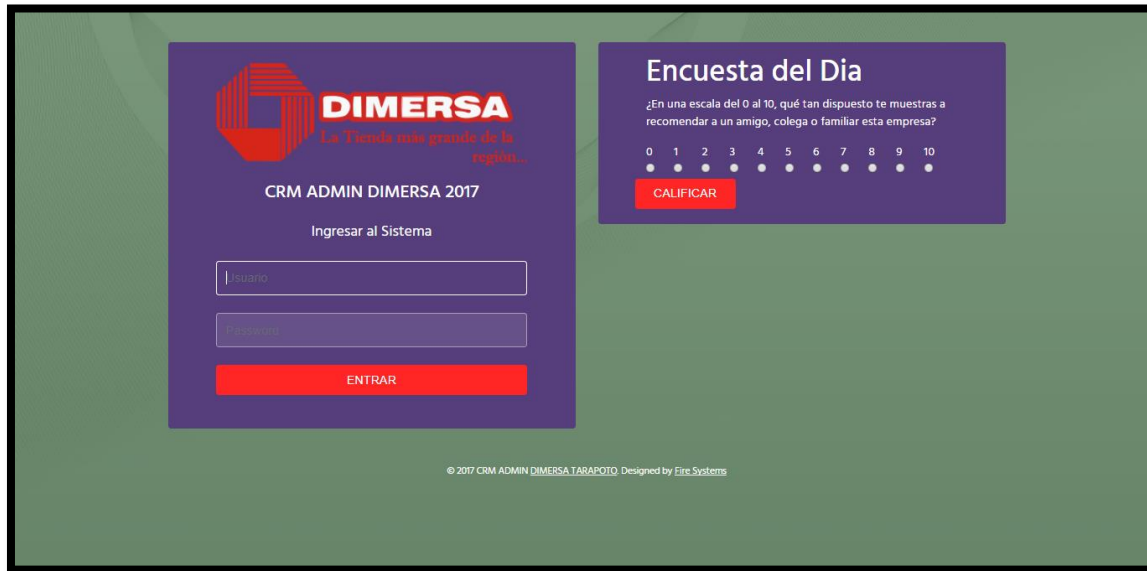 DIMERSA
La Tienda más grande de la
región...
CRM ADMIN DIMERSA 2017
Ingresar al Sistema
Usuario
Password
ENTRAR
Encuesta del Dia
¿En una escala del 0 al 10, qué tan dispuesto te muestras a
recomendar a un amigo, colega o familiar esta empresa?
0 1 2 3 4 5 6 7 8 9 10
CALIFICAR
© 2017 CRM ADMIN DIMERSA TARAPOTO. Designed by Fire Systems